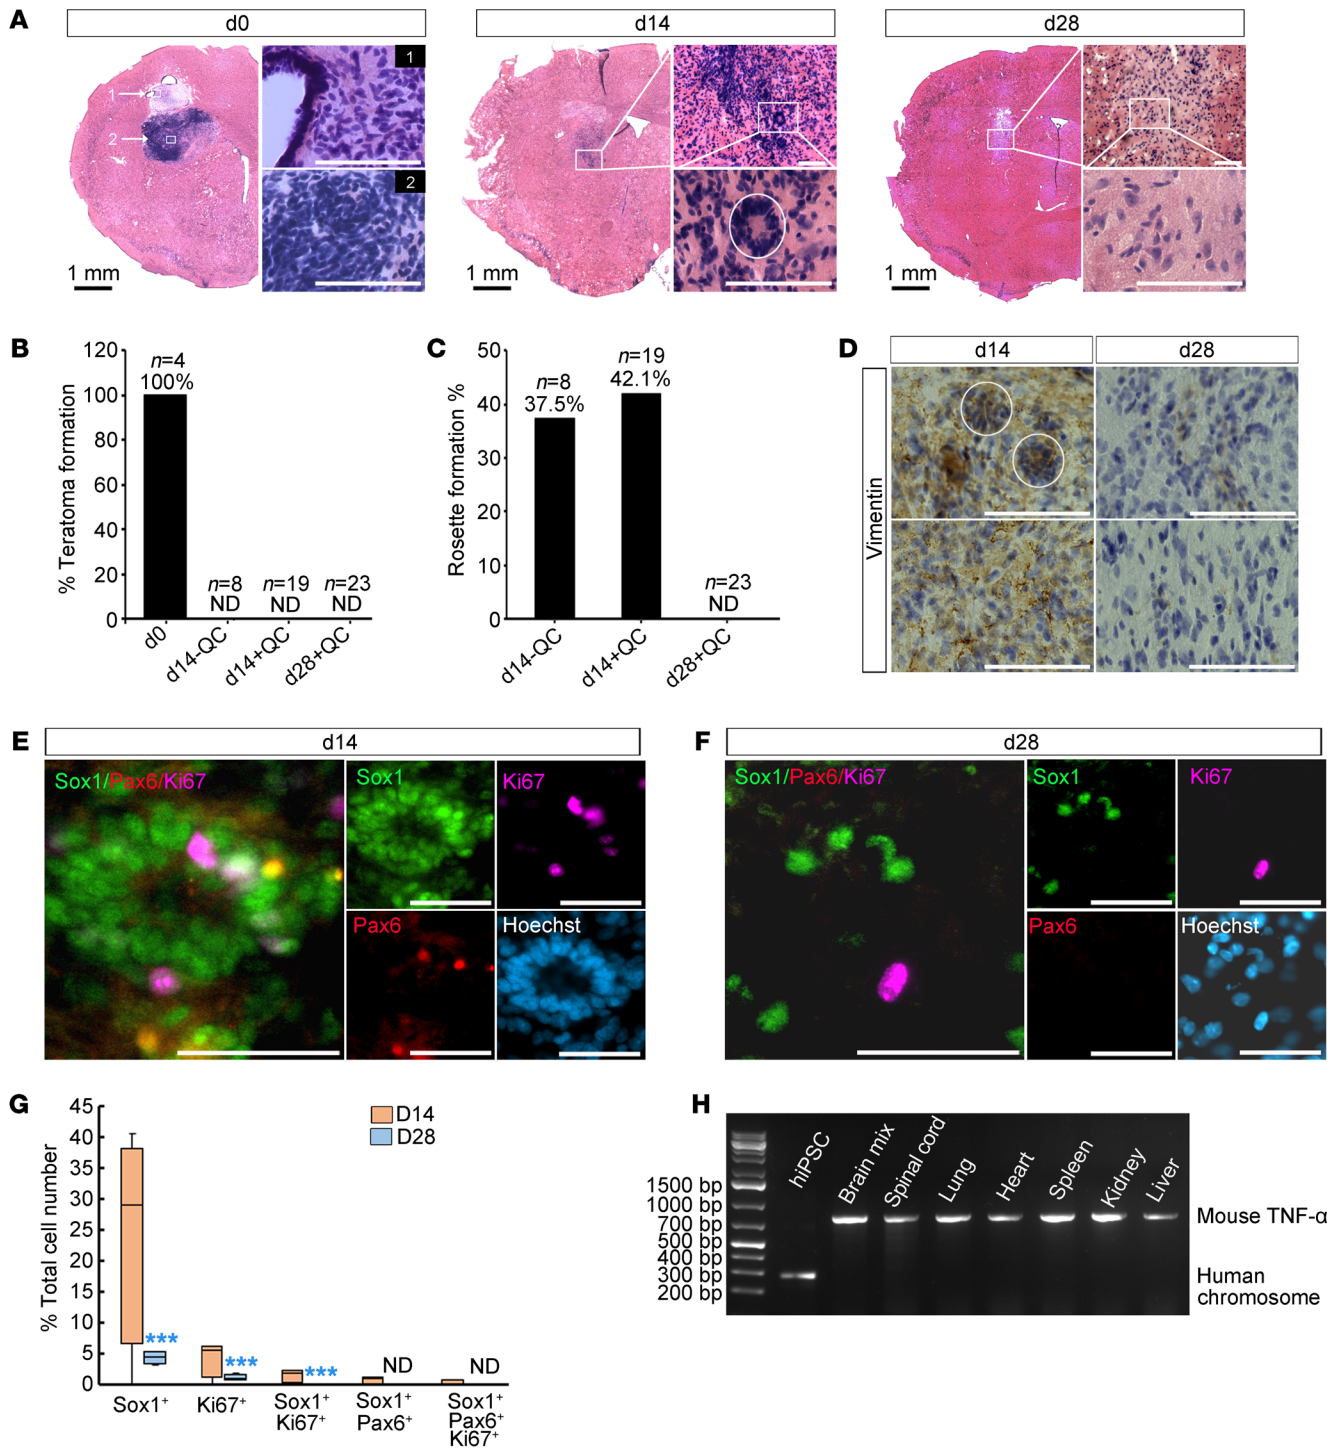 A
d0
d14
d28
1
2
1
2
1 mm
1 mm
1 mm
B
% Teratoma formation
120
100
80
60
40
20
0
n=4
100%
n=8
ND
n=19
ND
n=23
ND
d0
d14-QC
d14+QC
d28+QC
C
Rosette formation %
50
40
30
20
10
0
n=8
37.5%
n=19
42.1%
n=23
ND
d14-QC
d14+QC
d28+QC
D
d14
d28
Vimentin
E
d14
Sox1/Pax6/Ki67
Sox1
Ki67
Pax6
Hoechst
F
d28
Sox1/Pax6/Ki67
Sox1
Ki67
Pax6
Hoechst
G
% Total cell number
45
40
35
30
25
20
15
10
5
0
D14
D28
***
***
***
ND
ND
Sox1+
Ki67+
Sox1+
Ki67+
Sox1+
Pax6+
Sox1+
Pax6+
Ki67+
H
hiPSC
Brain mix
Spinal cord
Lung
Heart
Spleen
Kidney
Liver
1500 bp
1000 bp
700 bp
500 bp
400 bp
300 bp
200 bp
Mouse TNF-α
Human
chromosome